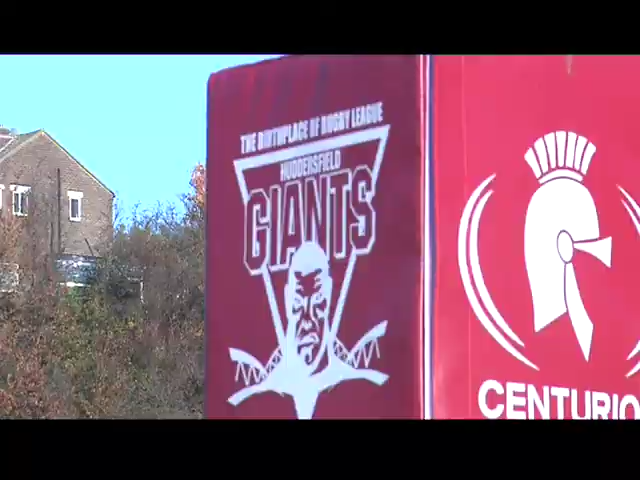 THE BIRTHPLACE OF RUGBY LEAGUE
HUDDERSFIELD
GIANTS
CENTURIO